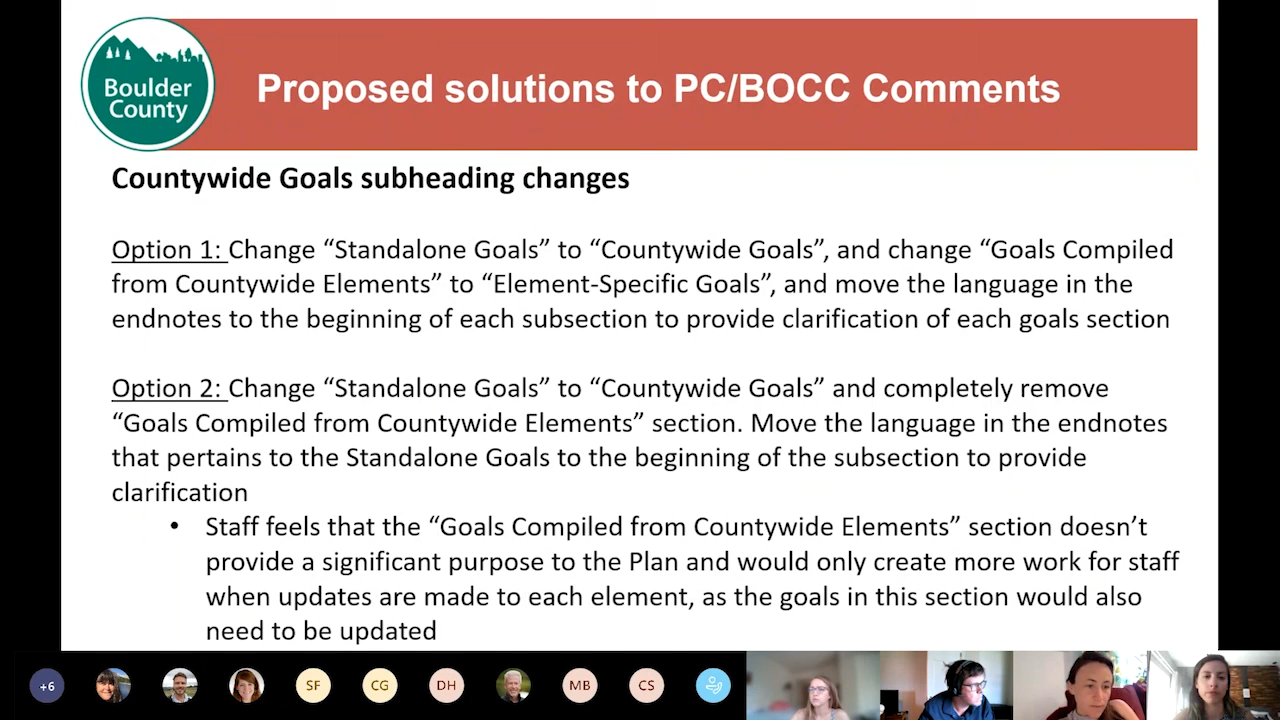 Boulder
County
Proposed solutions to PC/BOCC Comments
Countywide Goals subheading changes
Option 1: Change “Standalone Goals” to “Countywide Goals”, and change “Goals Compiled
from Countywide Elements” to “Element-Specific Goals”, and move the language in the
endnotes to the beginning of each subsection to provide clarification of each goals section
Option 2: Change “Standalone Goals” to “Countywide Goals” and completely remove
“Goals Compiled from Countywide Elements” section. Move the language in the endnotes
that pertains to the Standalone Goals to the beginning of the subsection to provide
clarification
• Staff feels that the “Goals Compiled from Countywide Elements” section doesn’t
provide a significant purpose to the Plan and would only create more work for staff
when updates are made to each element, as the goals in this section would also
need to be updated
+6 SF CG DH MB CS